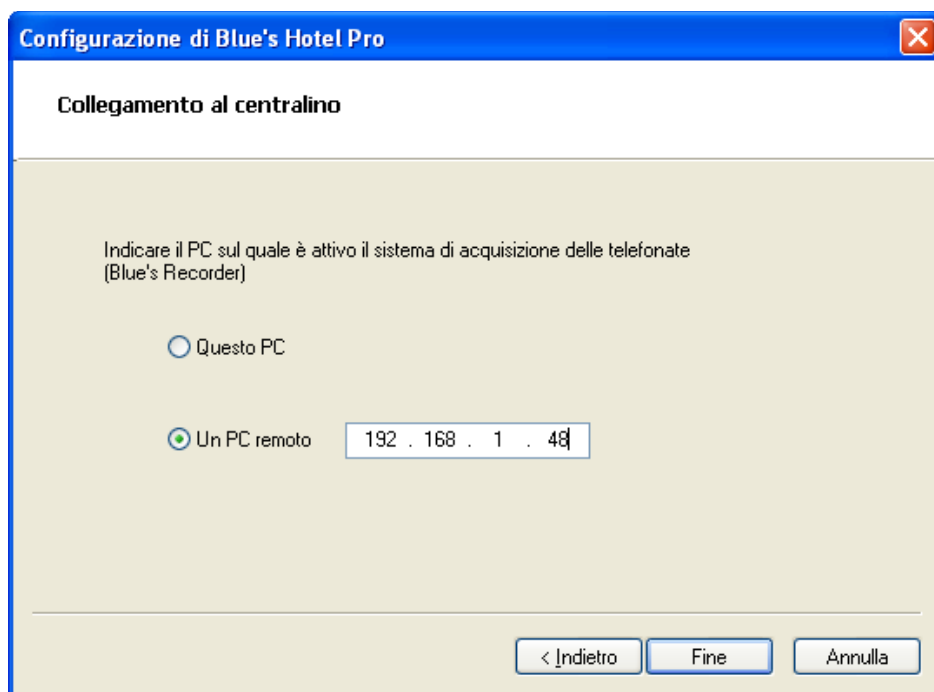 Configurazione di Blue's Hotel Pro
Collegamento al centralino
Indicare il PC sul quale è attivo il sistema di acquisizione delle telefonate
(Blue's Recorder)
Questo PC
Un PC remoto 192 . 168 . 1 . 48
< Indietro Fine Annulla